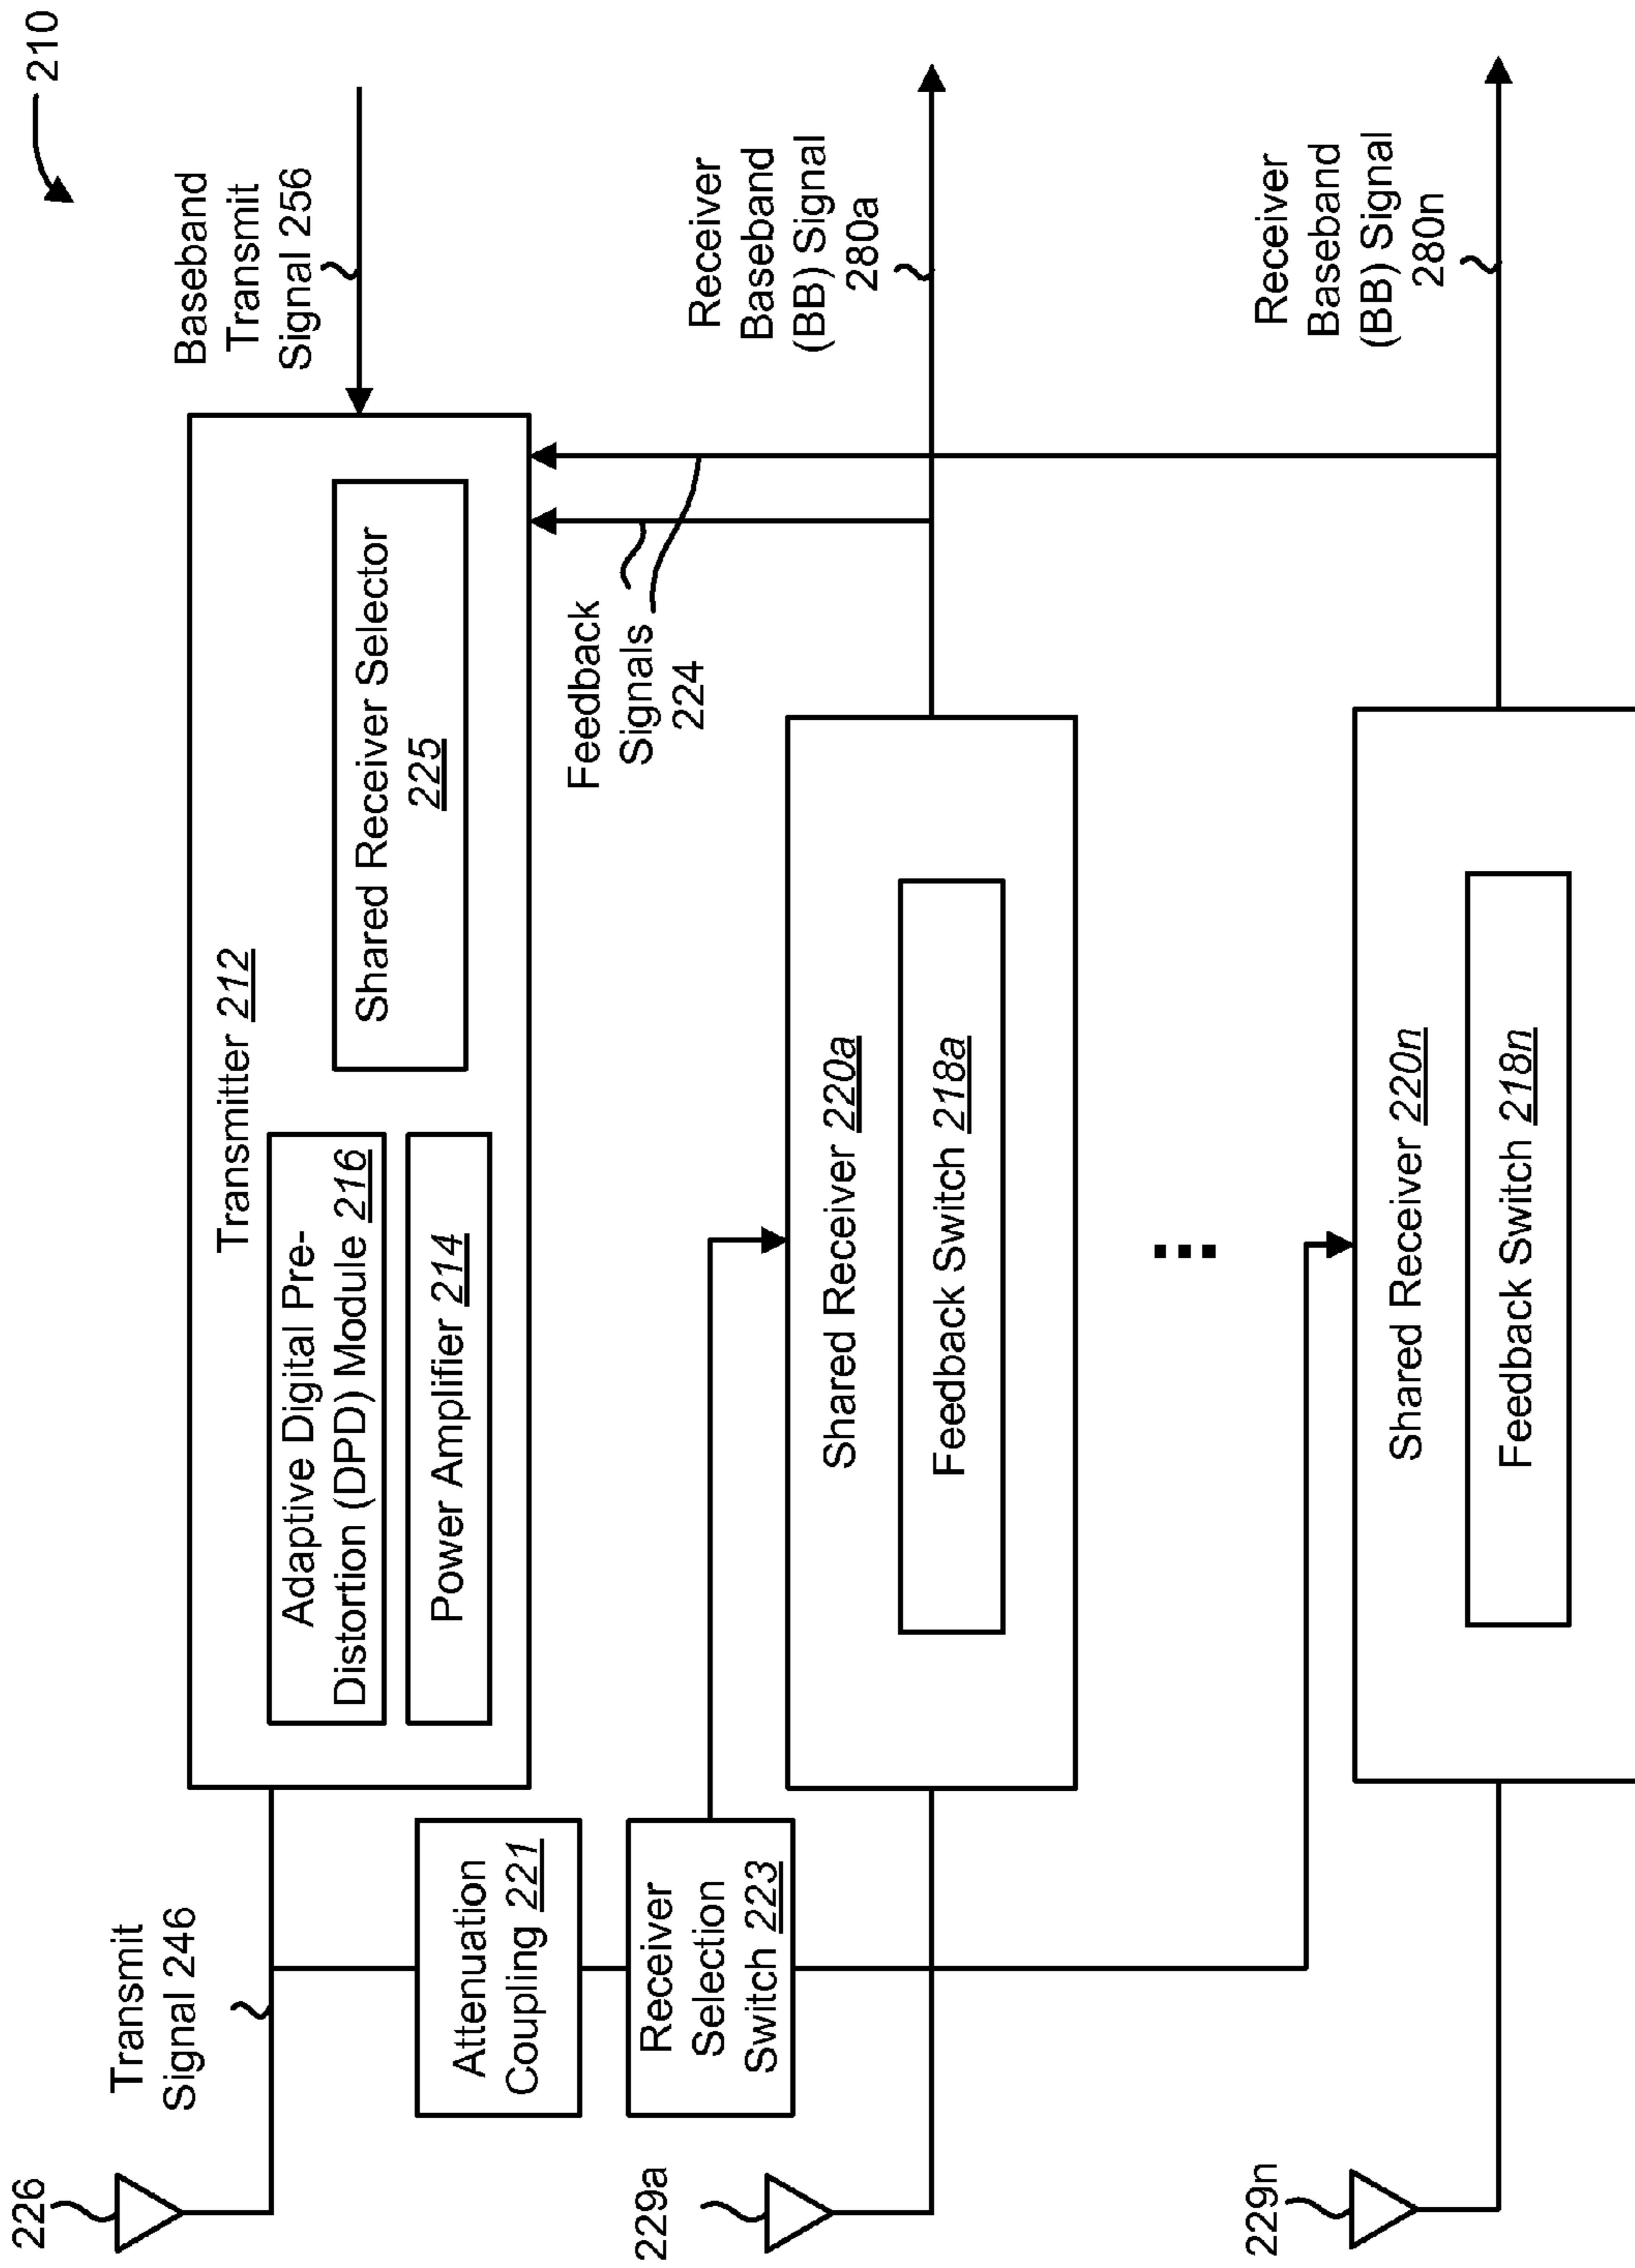 210
226
Transmit
Signal 246
Transmitter 212
Adaptive Digital Pre-
Distortion (DPD) Module 216
Power Amplifier 214
Shared Receiver Selector
225
Baseband
Transmit
Signal 256
Attenuation
Coupling 221
Receiver
Selection
Switch 223
Feedback
Signals
224
229a
Shared Receiver 220a
Feedback Switch 218a
Receiver
Baseband
(BB) Signal
280a
229n
Shared Receiver 220n
Feedback Switch 218n
Receiver
Baseband
(BB) Signal
280n